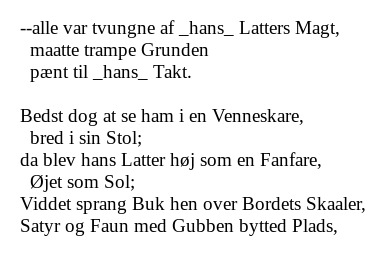 --alle var tvungne af _hans_ Latters Magt,
maatte trampe Grunden
pænt til _hans_ Takt.

Bedst dog at se ham i en Venneskare,
bred i sin Stol;
da blev hans Latter høj som en Fanfare,
Øjet som Sol;
Viddet sprang Buk hen over Bordets Skaaler,
Satyr og Faun med Gubben bytted Plads,